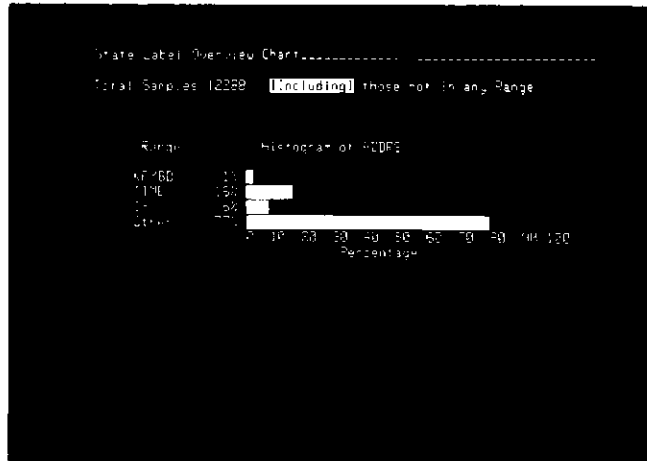 State Label Overview Chart
Total Samples 12288 [Including] those not in any Range
Range Histogram of ADDRS
KEYBD 1%
TIME 15%
Other 77%
0 10 20 30 40 50 60 70 80 90 100
Percentage